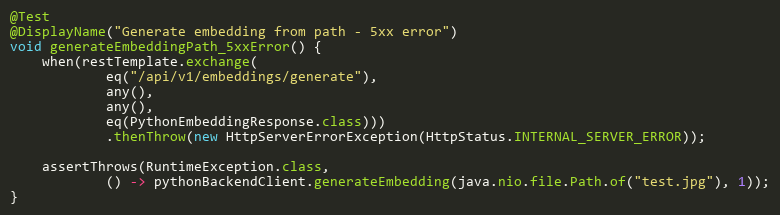 @Test
@DisplayName("Generate embedding from path - 5xx error")
void generateEmbeddingPath_5xxError() {
    when(restTemplate.exchange(
            eq("/api/v1/embeddings/generate"),
            any(),
            any(),
            eq(PythonEmbeddingResponse.class)))
            .thenThrow(new HttpServerErrorException(HttpStatus.INTERNAL_SERVER_ERROR));

    assertThrows(RuntimeException.class,
            () -> pythonBackendClient.generateEmbedding(java.nio.file.Path.of("test.jpg"), 1));
}